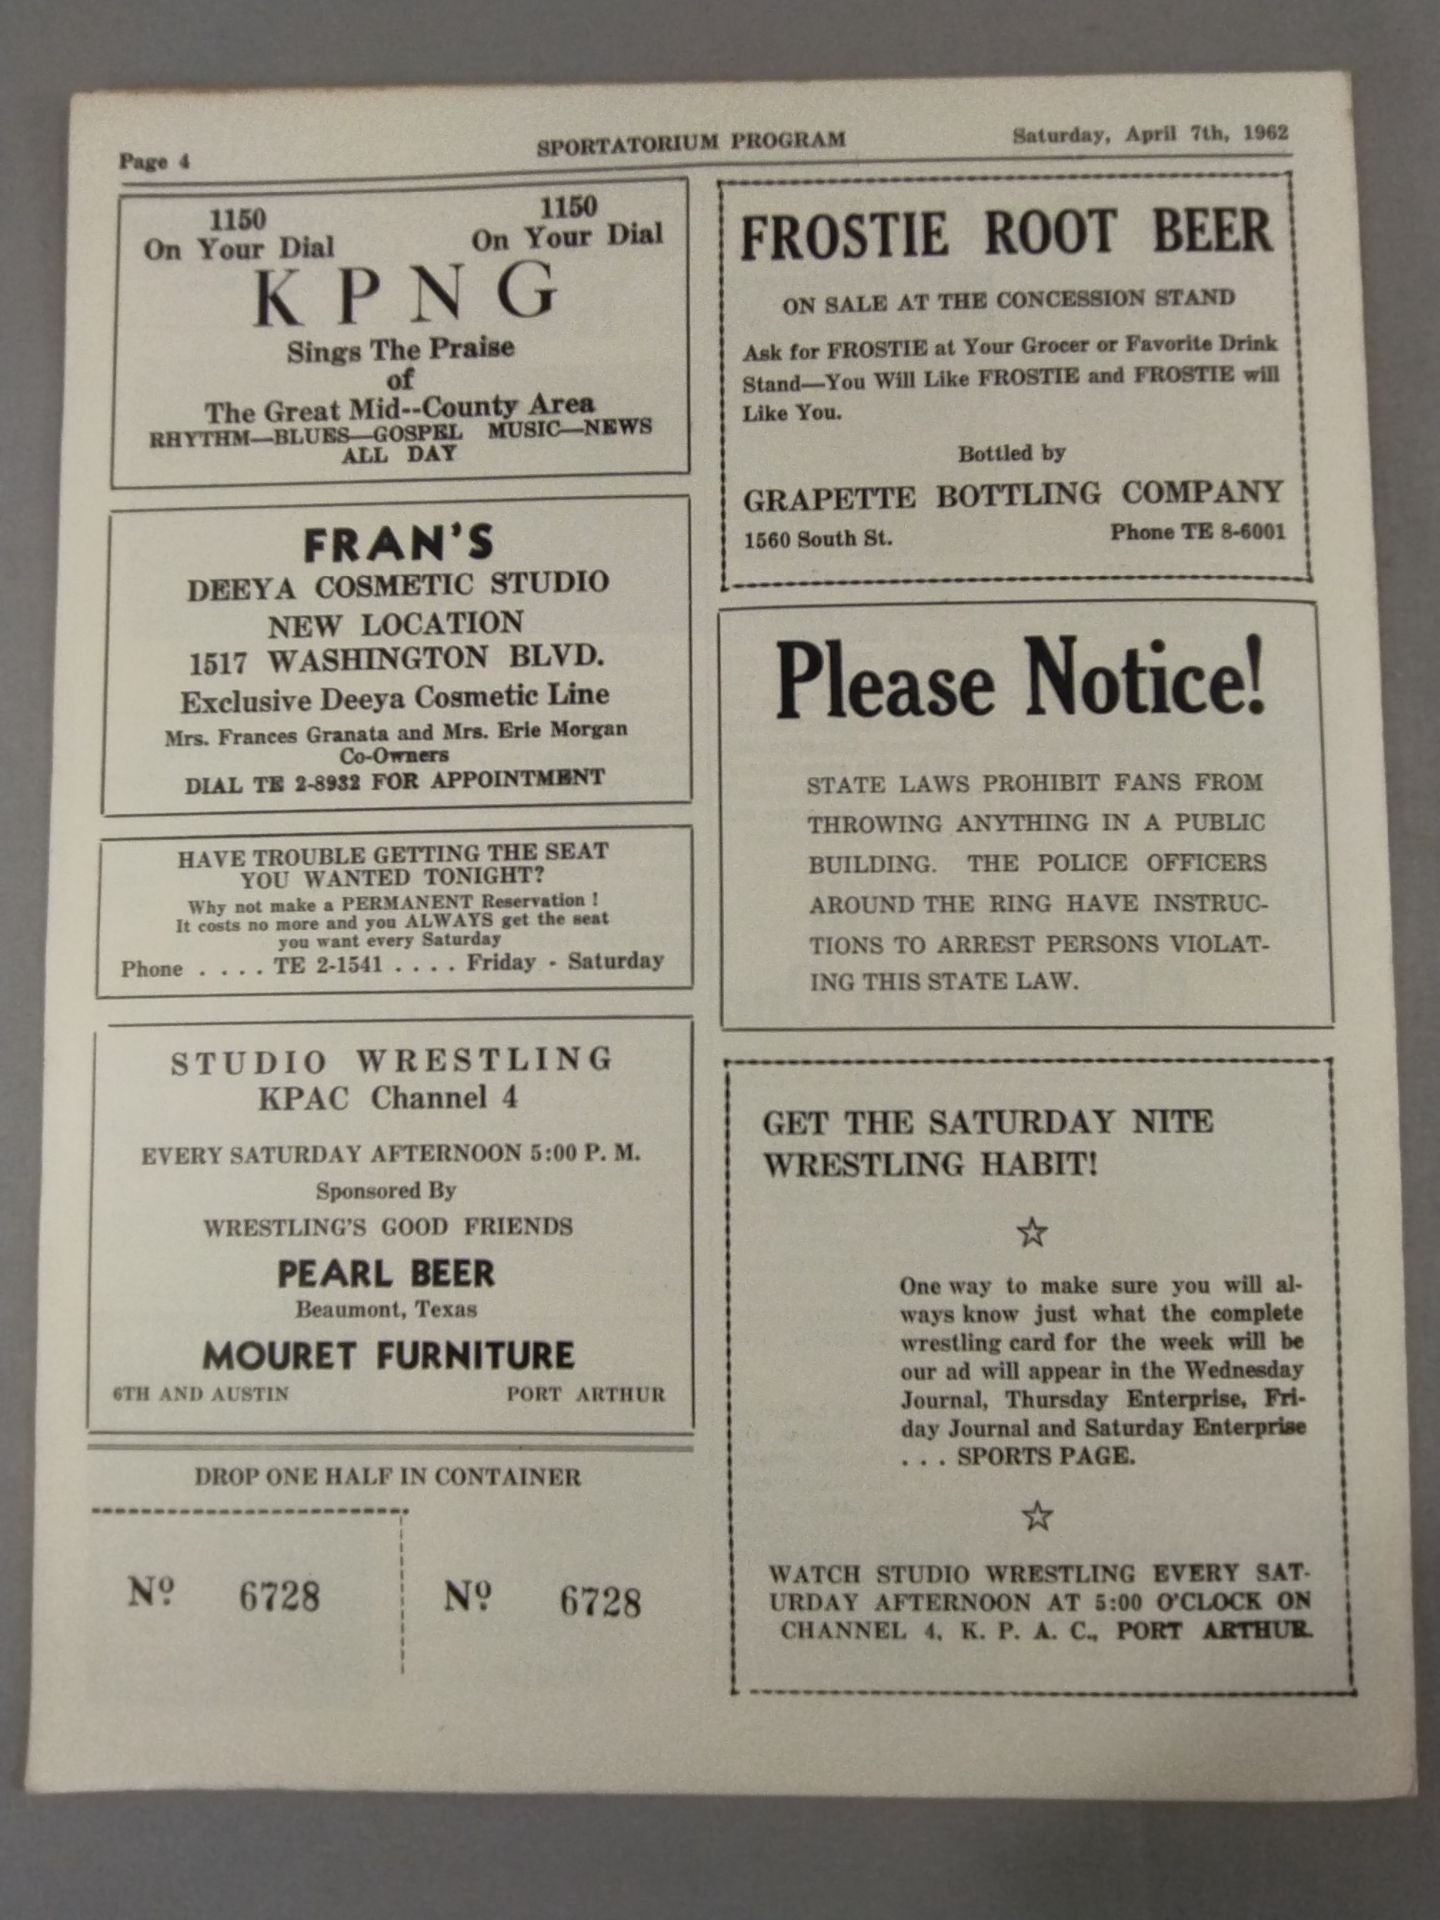 Page 4
SPORTATORIUM PROGRAM
Saturday, April 7th, 1962
1150
On Your Dial
1150
On Your Dial
KPNG
Sings The Praise
of
The Great Mid--County Area
RHYTHM—BLUES—GOSPEL MUSIC—NEWS
ALL DAY
FRAN'S
DEEYA COSMETIC STUDIO
NEW LOCATION
1517 WASHINGTON BLVD.
Exclusive Deeya Cosmetic Line
Mrs. Frances Granata and Mrs. Erie Morgan
Co-Owners
DIAL TE 2-8932 FOR APPOINTMENT
HAVE TROUBLE GETTING THE SEAT
YOU WANTED TONIGHT?
Why not make a PERMANENT Reservation !
It costs no more and you ALWAYS get the seat
you want every Saturday
Phone . . . . TE 2-1541 . . . . Friday - Saturday
STUDIO WRESTLING
KPAC Channel 4
EVERY SATURDAY AFTERNOON 5:00 P. M.
Sponsored By
WRESTLING'S GOOD FRIENDS
PEARL BEER
Beaumont, Texas
MOURET FURNITURE
6TH AND AUSTIN PORT ARTHUR
DROP ONE HALF IN CONTAINER
Nº 6728
Nº 6728
FROSTIE ROOT BEER
ON SALE AT THE CONCESSION STAND
Ask for FROSTIE at Your Grocer or Favorite Drink
Stand—You Will Like FROSTIE and FROSTIE will
Like You.
Bottled by
GRAPETTE BOTTLING COMPANY
1560 South St. Phone TE 8-6001
Please Notice!
STATE LAWS PROHIBIT FANS FROM
THROWING ANYTHING IN A PUBLIC
BUILDING. THE POLICE OFFICERS
AROUND THE RING HAVE INSTRUC-
TIONS TO ARREST PERSONS VIOLAT-
ING THIS STATE LAW.
GET THE SATURDAY NITE
WRESTLING HABIT!
One way to make sure you will al-
ways know just what the complete
wrestling card for the week will be
our ad will appear in the Wednesday
Journal, Thursday Enterprise, Fri-
day Journal and Saturday Enterprise
. . . SPORTS PAGE.
WATCH STUDIO WRESTLING EVERY SAT-
URDAY AFTERNOON AT 5:00 O'CLOCK ON
CHANNEL 4, K. P. A. C., PORT ARTHUR.